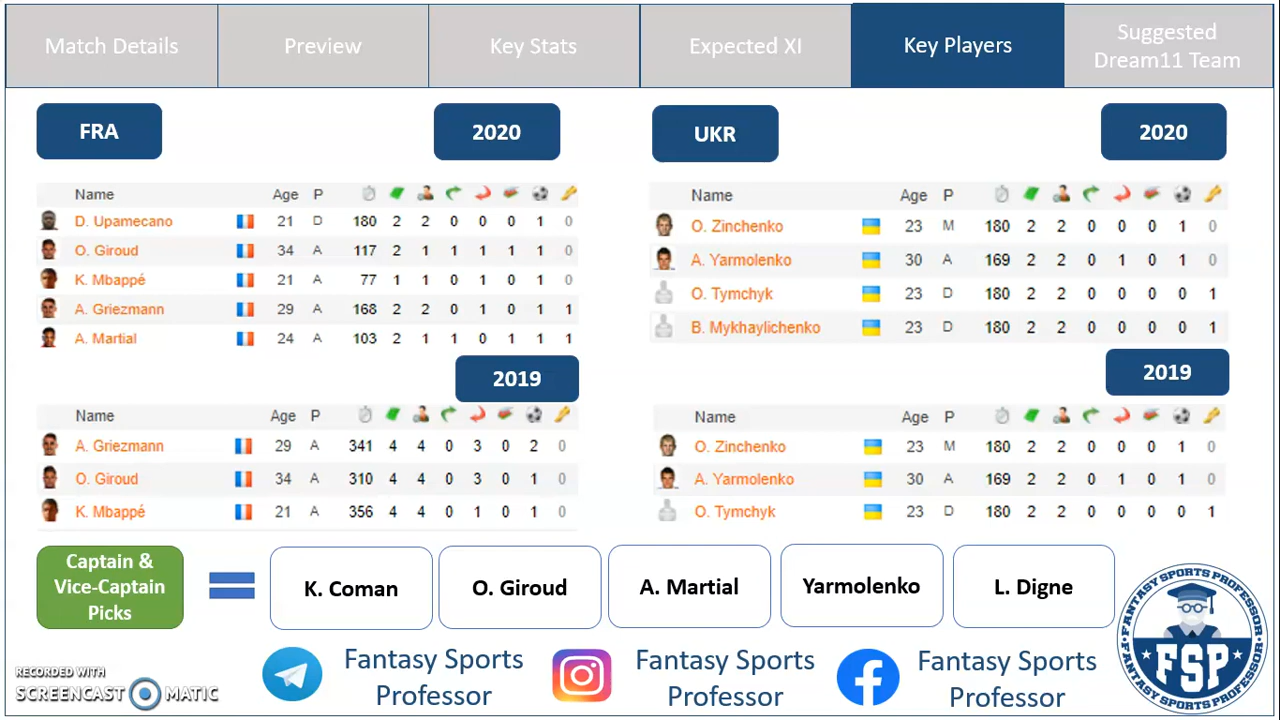 Match Details
Preview
Key Stats
Expected XI
Key Players
Suggested
Dream11 Team
FRA
2020
Name Age P
D. Upamecano 21 D 180 2 2 0 0 0 1 0
O. Giroud 34 A 117 2 1 1 1 1 1 0
K. Mbappé 21 A 77 1 1 0 1 0 1 0
A. Griezmann 29 A 168 2 2 0 1 0 1 1
A. Martial 24 A 103 2 1 1 0 1 1 1
2019
Name Age P
A. Griezmann 29 A 341 4 4 0 3 0 2 0
O. Giroud 34 A 310 4 4 0 3 0 1 0
K. Mbappé 21 A 356 4 4 0 1 0 1 0
UKR
2020
Name Age P
O. Zinchenko 23 M 180 2 2 0 0 0 1 0
A. Yarmolenko 30 A 169 2 2 0 1 0 1 0
O. Tymchyk 23 D 180 2 2 0 0 0 0 1
B. Mykhaylichenko 23 D 180 2 2 0 0 0 0 1
2019
Name Age P
O. Zinchenko 23 M 180 2 2 0 0 0 1 0
A. Yarmolenko 30 A 169 2 2 0 1 0 1 0
O. Tymchyk 23 D 180 2 2 0 0 0 0 1
Captain &
Vice-Captain
Picks
K. Coman
O. Giroud
A. Martial
Yarmolenko
L. Digne
RECORDED WITH
SCREENCAST MATIC
Fantasy Sports
Professor
Fantasy Sports
Professor
Fantasy Sports
Professor
FANTASY SPORTS PROFESSOR
FANTASY SPORTS PROFESSOR
FSP